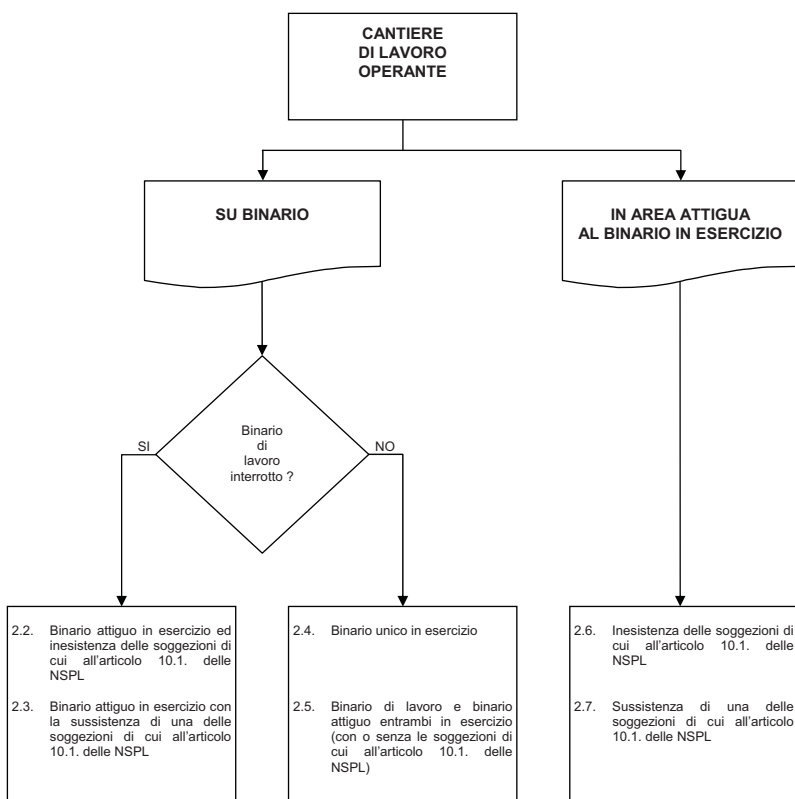 CANTIERE
DI LAVORO
OPERANTE
SU BINARIO
IN AREA ATTIGUA
AL BINARIO IN ESERCIZIO
Binario
di
lavoro
interrotto ?
SI
NO
2.2. Binario attiguo in esercizio ed
inesistenza delle soggezioni di
cui all'articolo 10.1. delle
NSPL
2.3. Binario attiguo in esercizio con
la sussistenza di una delle
soggezioni di cui all'articolo
10.1. delle NSPL
2.4. Binario unico in esercizio
2.5. Binario di lavoro e binario
attiguo entrambi in esercizio
(con o senza le soggezioni di
cui all'articolo 10.1. delle
NSPL)
2.6. Inesistenza delle soggezioni di
cui all'articolo 10.1. delle
NSPL
2.7. Sussistenza di una delle
soggezioni di cui all'articolo
10.1. delle NSPL